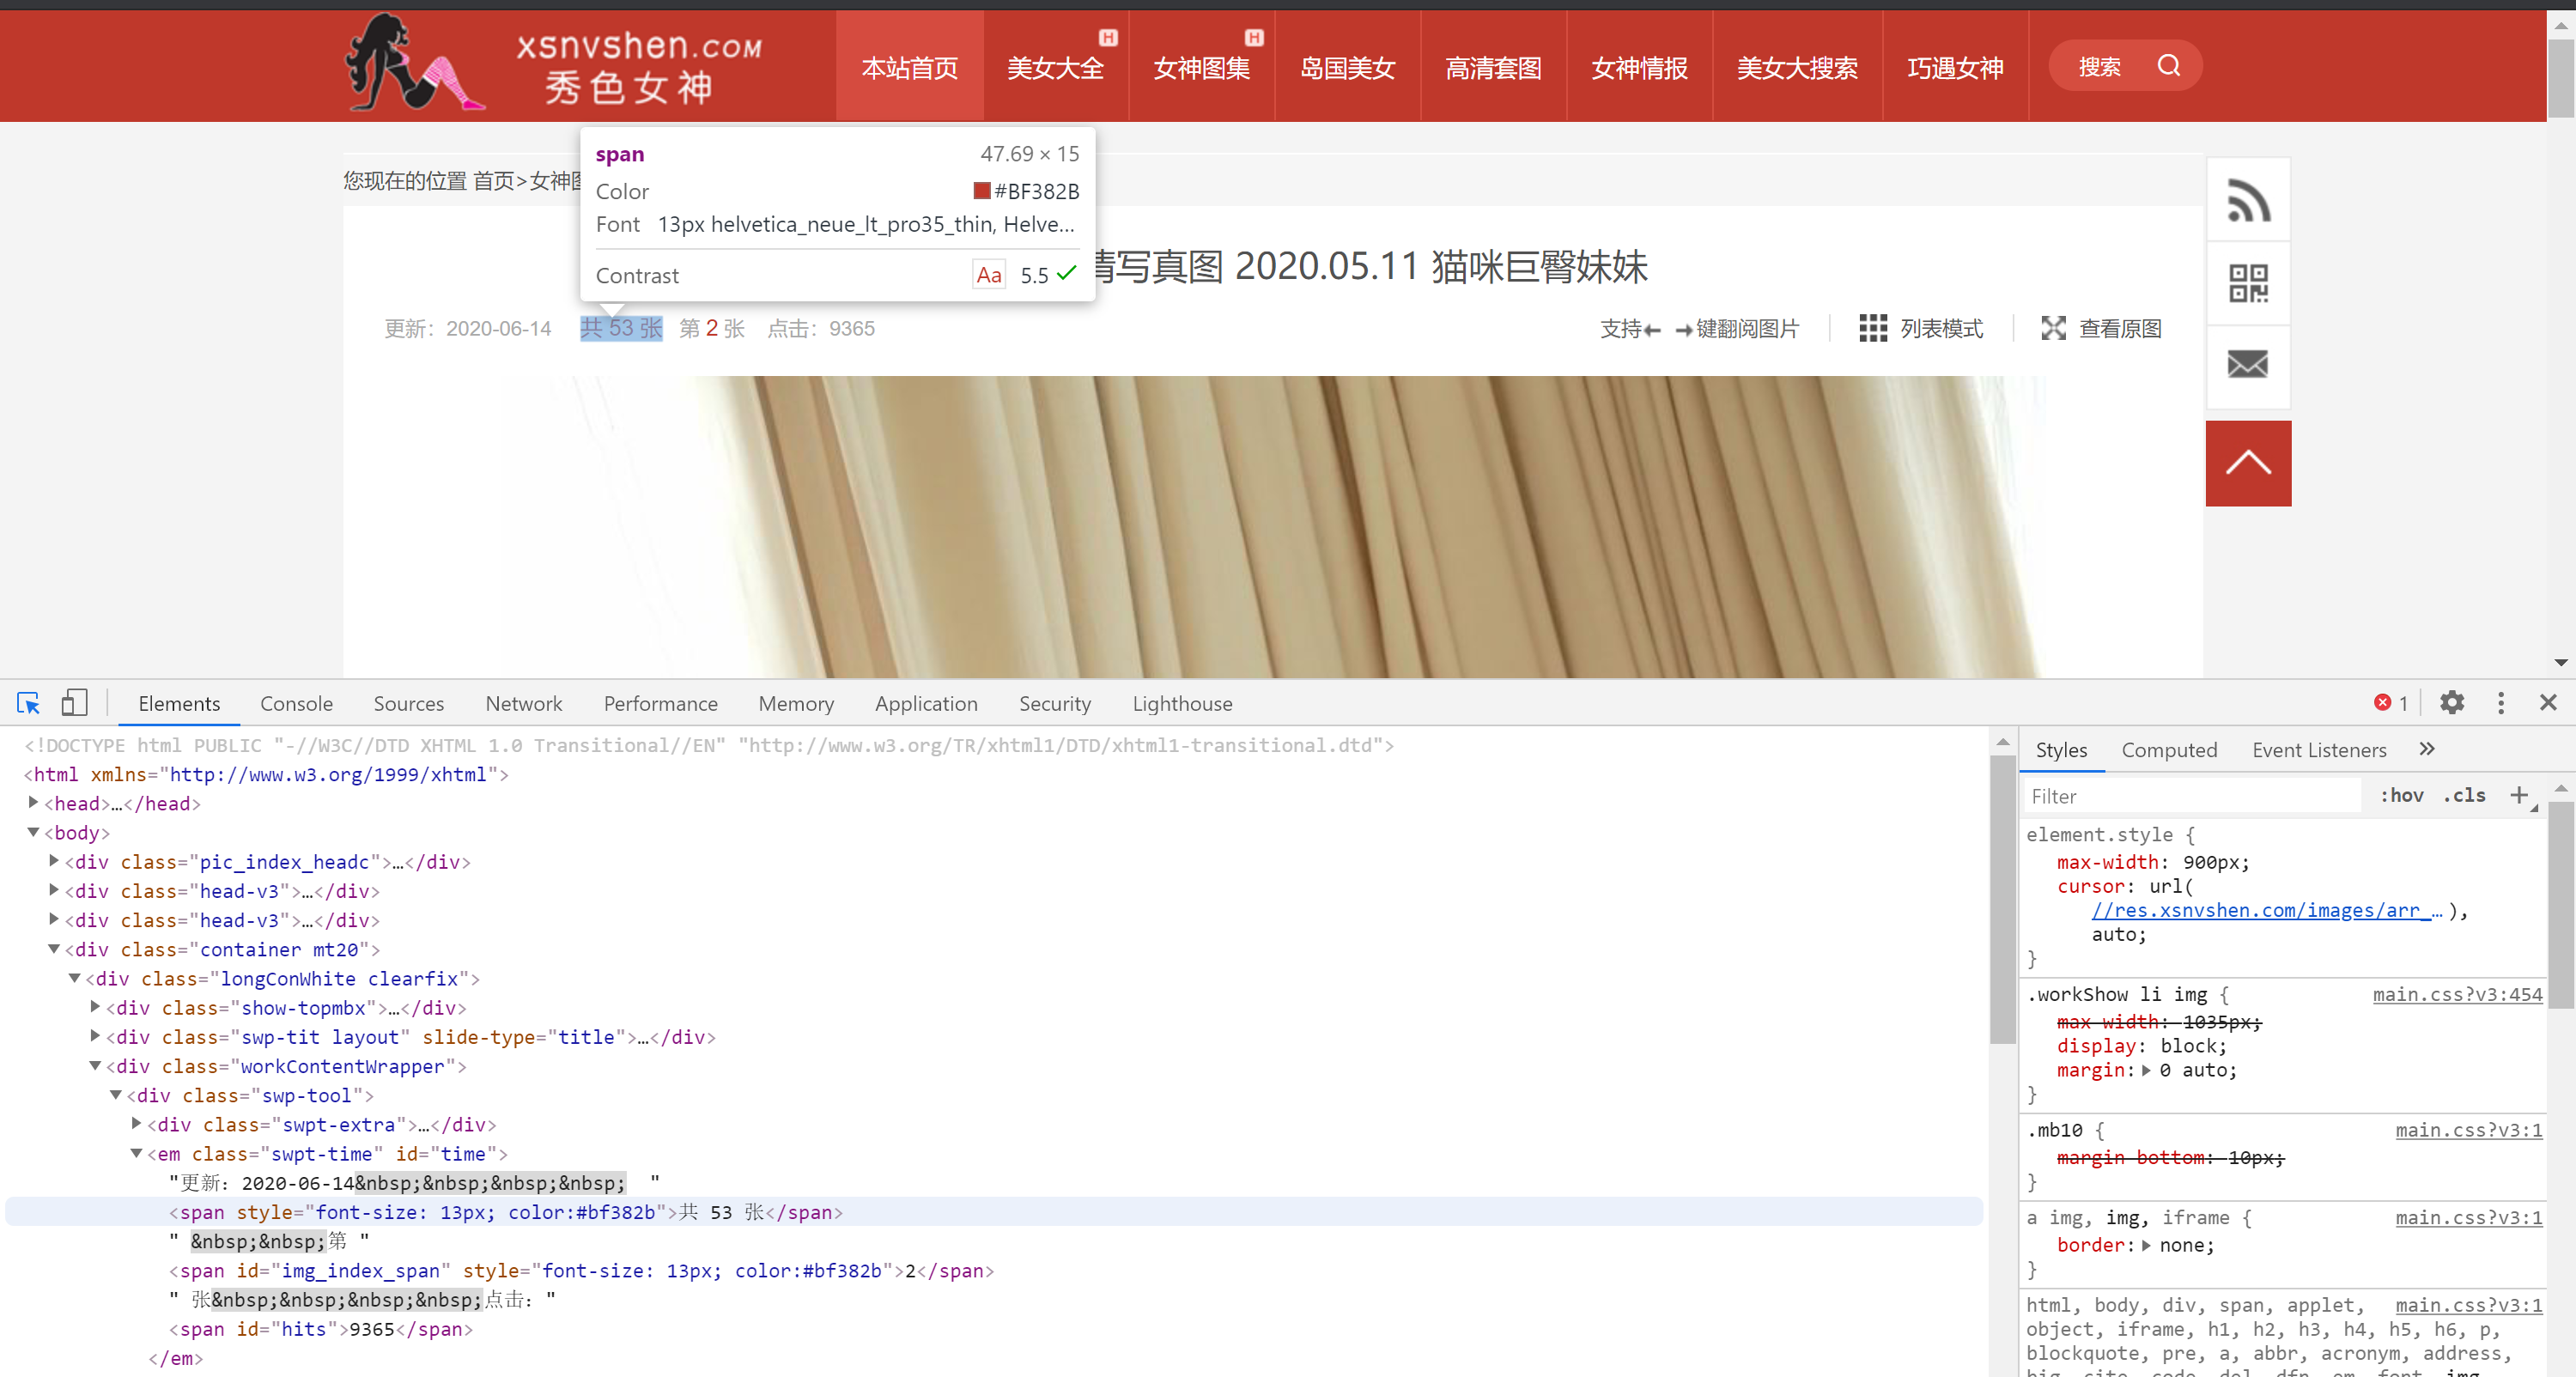 xsnvshen.COM
秀色女神
本站首页
美女大全
H
女神图集
H
岛国美女
高清套图
女神情报
美女大搜索
巧遇女神
搜索
您现在的位置 首页>女神
span 47.69 × 15
Color #BF382B
Font 13px helvetica_neue_lt_pro35_thin, Helve...
Contrast Aa 5.5
写真图 2020.05.11 猫咪巨臀妹妹
更新：2020-06-14 共 53 张 第 2 张 点击：9365
支持← →键翻阅图片
列表模式
查看原图
Elements Console Sources Network Performance Memory Application Security Lighthouse
1
<!DOCTYPE html PUBLIC "-//W3C//DTD XHTML 1.0 Transitional//EN" "http://www.w3.org/TR/xhtml1/DTD/xhtml1-transitional.dtd">
<html xmlns="http://www.w3.org/1999/xhtml">
<head>…</head>
<body>
<div class="pic_index_headc">…</div>
<div class="head-v3">…</div>
<div class="head-v3">…</div>
<div class="container mt20">
<div class="longConWhite clearfix">
<div class="show-topmbx">…</div>
<div class="swp-tit layout" slide-type="title">…</div>
<div class="workContentWrapper">
<div class="swp-tool">
<div class="swpt-extra">…</div>
<em class="swpt-time" id="time">
"更新：2020-06-14&nbsp;&nbsp;&nbsp;&nbsp; "
<span style="font-size: 13px; color:#bf382b">共 53 张</span>
" &nbsp;&nbsp;第 "
<span id="img_index_span" style="font-size: 13px; color:#bf382b">2</span>
" 张&nbsp;&nbsp;&nbsp;&nbsp;点击："
<span id="hits">9365</span>
</em>
Styles Computed Event Listeners »
Filter :hov .cls +
element.style {
max-width: 900px;
cursor: url(
//res.xsnvshen.com/images/arr_… ),
auto;
}
.workShow li img { main.css?v3:454
max-width: 1035px;
display: block;
margin: 0 auto;
}
.mb10 { main.css?v3:1
margin-bottom: 10px;
}
a img, img, iframe { main.css?v3:1
border: none;
}
html, body, div, span, applet, main.css?v3:1
object, iframe, h1, h2, h3, h4, h5, h6, p,
blockquote, pre, a, abbr, acronym, address,
big, cite, code, del, dfn, em, font, img,